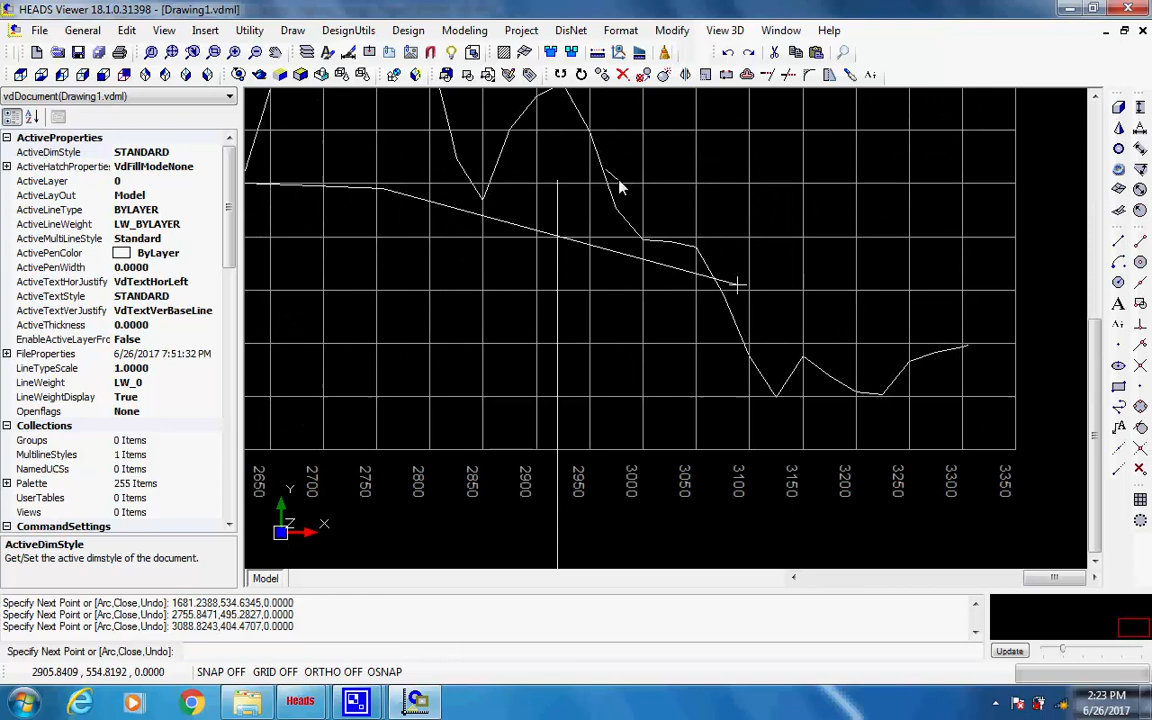 HEADS Viewer 18.1.0.31398 - [Drawing1.vdml]
File General Edit View Insert Utility Draw DesignUtils Design Modeling Project DisNet Format Modify View 3D Window Help
vdDocument(Drawing1.vdml)
ActiveProperties
ActiveDimStyle STANDARD
ActiveHatchProperties VdFillModeNone
ActiveLayer 0
ActiveLayOut Model
ActiveLineType BYLAYER
ActiveLineWeight LW_BYLAYER
ActiveMultiLineStyle Standard
ActivePenColor ByLayer
ActivePenWidth 0.0000
ActiveTextHorJustify VdTextHorLeft
ActiveTextStyle STANDARD
ActiveTextVerJustify VdTextVerBaseLine
ActiveThickness 0.0000
EnableActiveLayerFro False
FileProperties 6/26/2017 7:51:32 PM
LineTypeScale 1.0000
LineWeight LW_0
LineWeightDisplay True
Openflags None
Collections
Groups 0 Items
MultilineStyles 1 Items
NamedUCSs 0 Items
Palette 255 Items
UserTables 0 Items
Views 0 Items
CommandSettings
ActiveDimStyle
Get/Set the active dimstyle of the document.
2650 2700 2750 2800 2850 2900 2950 3000 3050 3100 3150 3200 3250 3300 3350
Y
Z X
Model
Specify Next Point or [Arc,Close,Undo]: 1681.2388,534.6345,0.0000
Specify Next Point or [Arc,Close,Undo]: 2755.8471,495.2827,0.0000
Specify Next Point or [Arc,Close,Undo]: 3088.8243,404.4707,0.0000
Specify Next Point or [Arc,Close,Undo]:
Update
2905.8409 , 554.8192 , 0.0000 SNAP OFF GRID OFF ORTHO OFF OSNAP
Heads
2:23 PM
6/26/2017